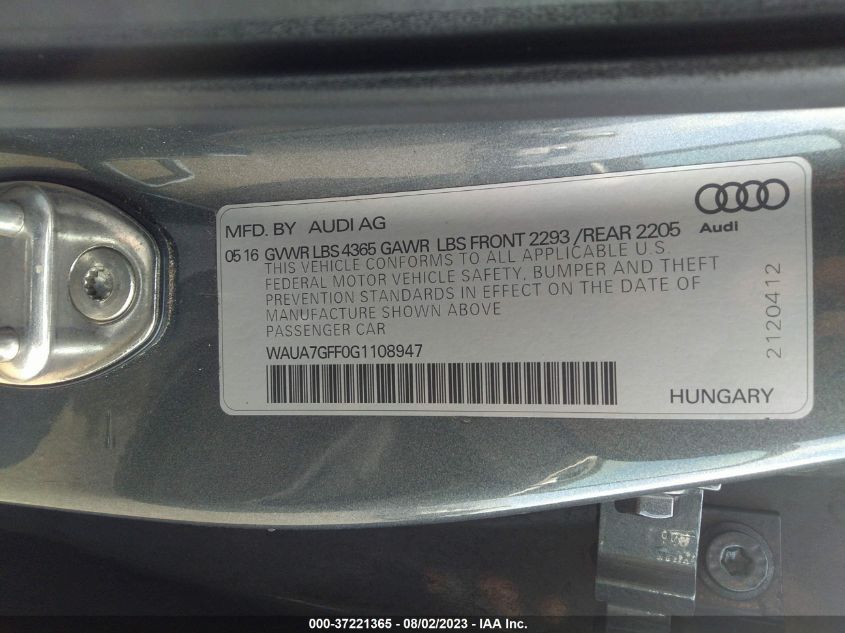 MFD. BY AUDI AG
Audi
05 16 GVWR LBS 4365 GAWR LBS FRONT 2293 /REAR 2205
THIS VEHICLE CONFORMS TO ALL APPLICABLE U.S.
FEDERAL MOTOR VEHICLE SAFETY, BUMPER AND THEFT
PREVENTION STANDARDS IN EFFECT ON THE DATE OF
MANUFACTURE SHOWN ABOVE
PASSENGER CAR
WAUA7GFF0G1108947
2120412
HUNGARY
000-37221365 - 08/02/2023 - IAA Inc.